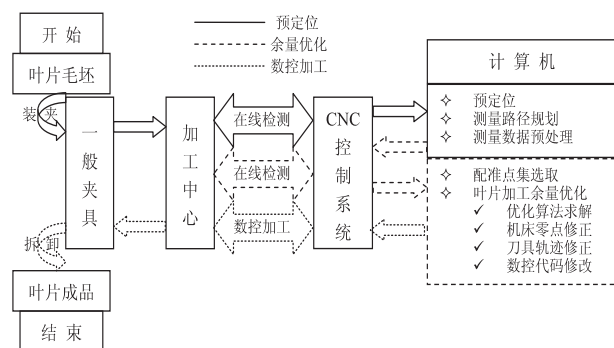 开 始
叶片毛坯
装夹
一般夹具
拆卸
叶片成品
结 束
预定位
余量优化
数控加工
加工中心
在线检测
在线检测
数控加工
CNC
控制系统
计 算 机
预定位
测量路径规划
测量数据预处理
配准点集选取
叶片加工余量优化
优化算法求解
机床零点修正
刀具轨迹修正
数控代码修改